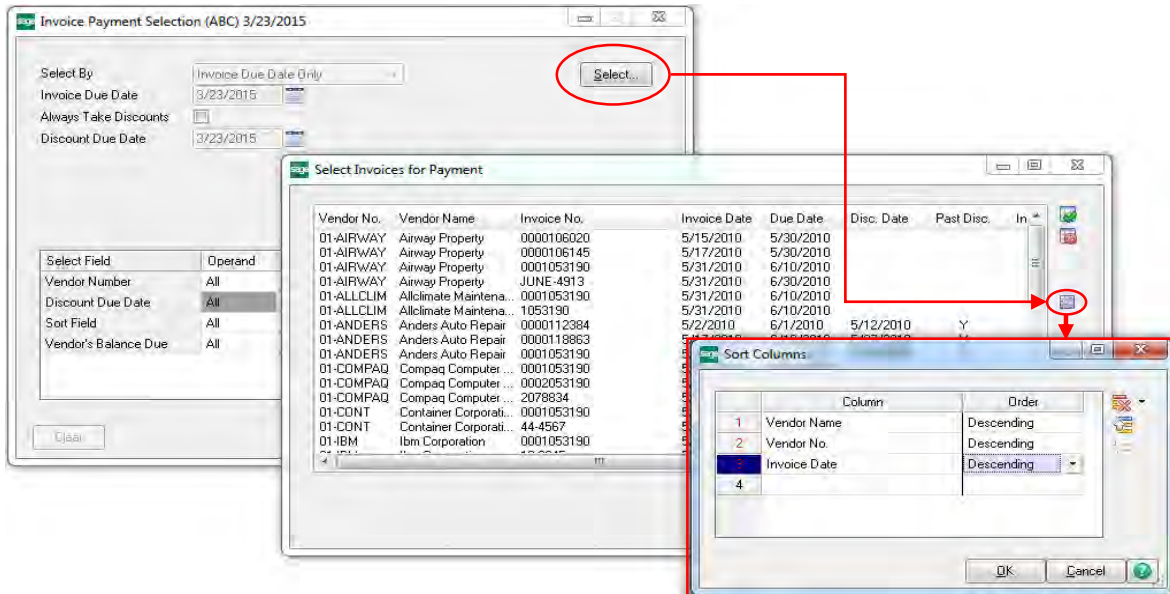 sage Invoice Payment Selection (ABC) 3/23/2015
Select By Invoice Due Date Only Select...
Invoice Due Date 3/23/2015
Always Take Discounts
Discount Due Date 3/23/2015
Select Field Operand
Vendor Number All
Discount Due Date All
Sort Field All
Vendor's Balance Due All
Clear
sage Select Invoices for Payment
Vendor No. Vendor Name Invoice No. Invoice Date Due Date Disc. Date Past Disc. In
01-AIRWAY Airway Property 0000106020 5/15/2010 5/30/2010
01-AIRWAY Airway Property 0000106145 5/17/2010 5/30/2010
01-AIRWAY Airway Property 0001053190 5/31/2010 6/10/2010
01-AIRWAY Airway Property JUNE-4913 5/31/2010 6/30/2010
01-ALLCLIM Allclimate Maintena... 0001053190 5/31/2010 6/10/2010
01-ALLCLIM Allclimate Maintena... 1053190 5/31/2010 6/10/2010
01-ANDERS Anders Auto Repair 0000112384 5/2/2010 6/1/2010 5/12/2010 Y
01-ANDERS Anders Auto Repair 0000118863
01-ANDERS Anders Auto Repair 0001053190
01-COMPAQ Compaq Computer ... 0001053190
01-COMPAQ Compaq Computer ... 0002053190
01-COMPAQ Compaq Computer ... 2078834
01-CONT Container Corporati... 0001053190
01-CONT Container Corporati... 44-4567
01-IBM Ibm Corporation 0001053190
sage Sort Columns
Column Order
1 Vendor Name Descending
2 Vendor No. Descending
3 Invoice Date Descending
4
OK Cancel